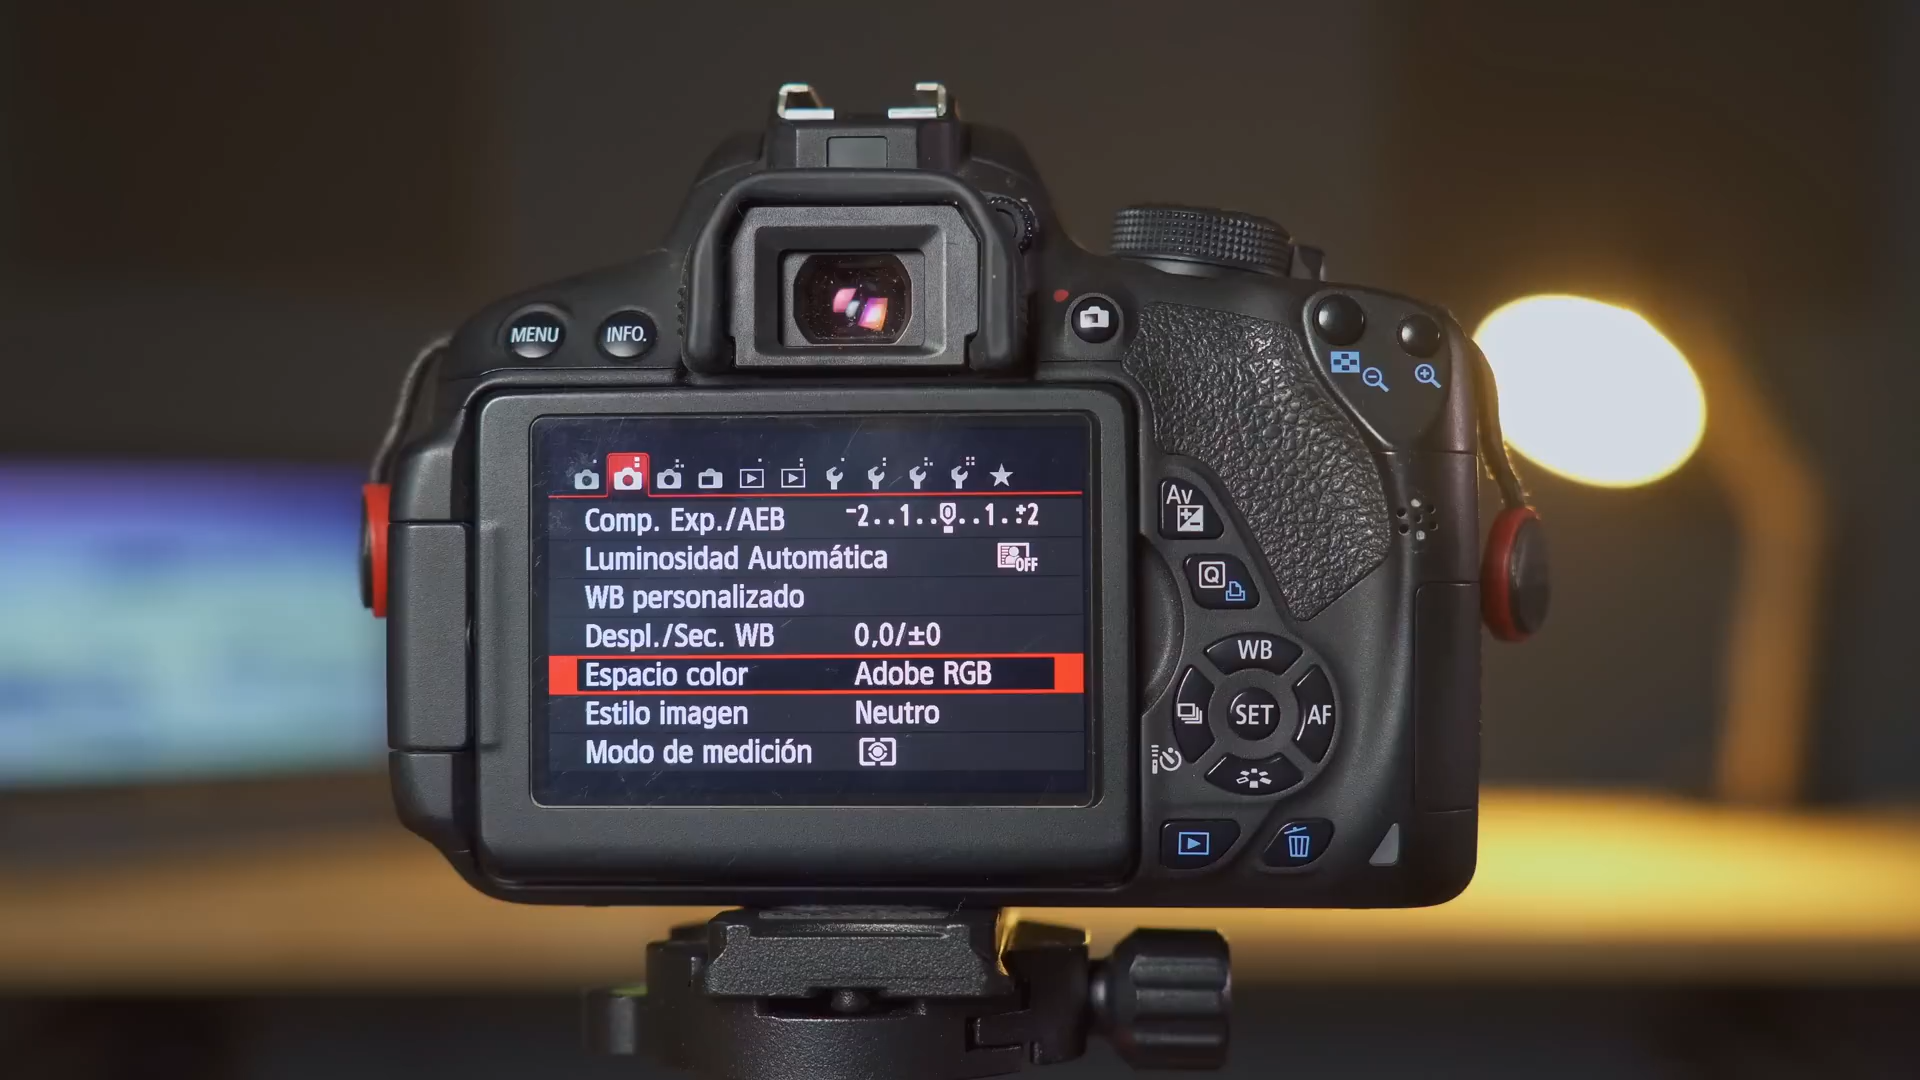 MENU
INFO.
Comp. Exp./AEB -2..1..0..1.:+2
Luminosidad Automática OFF
WB personalizado
Despl./Sec. WB 0,0/±0
Espacio color Adobe RGB
Estilo imagen Neutro
Modo de medición
Av
Q
WB
SET
AF